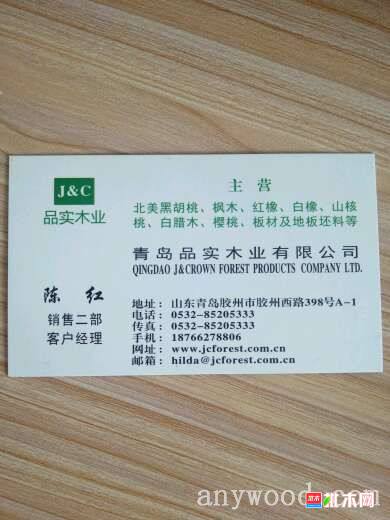 J&C
品实木业
主营
北美黑胡桃、枫木、红橡、白橡、山核
桃、白腊木、樱桃、板材及地板坯料等
青岛品实木业有限公司
QINGDAO J&CROWN FOREST PRODUCTS COMPANY LTD.
陈 红
销售二部
客户经理
地址：山东青岛胶州市胶州西路398号A-1
电话：0532-85205333
传真：0532-85205333
手机：18766278806
网址：www.jcforest.com.cn
邮箱：hilda@jcforest.com.cn
anywood.com
批木网